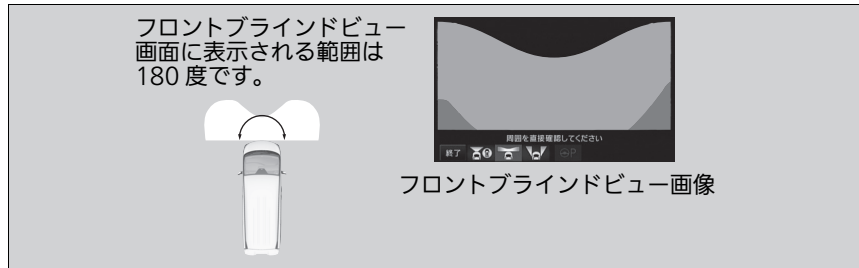 フロントブラインドビュー
画面に表示される範囲は
180 度です。
周囲を直接確認してください
終了
P
フロントブラインドビュー画像